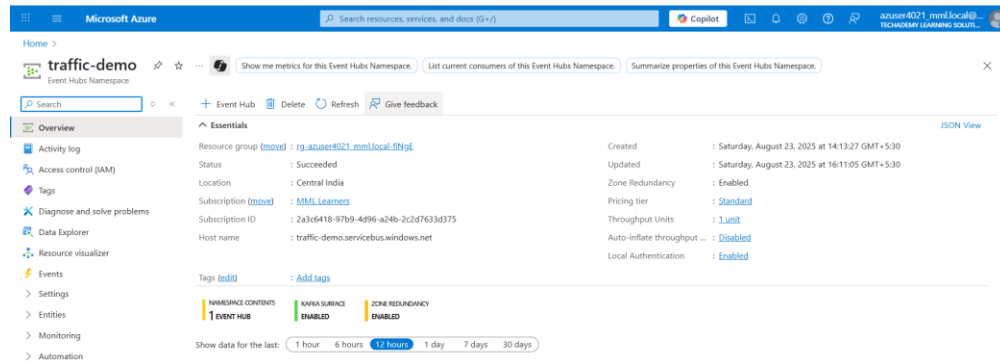 Microsoft Azure
Search resources, services, and docs (G+/)
Copilot
azuser4021_mml.local@...
TECHADEMY LEARNING SOLUTI...
Home >
traffic-demo
Event Hubs Namespace
Show me metrics for this Event Hubs Namespace.
List current consumers of this Event Hubs Namespace.
Summarize properties of this Event Hubs Namespace.
Search
Event Hub
Delete
Refresh
Give feedback
Overview
Activity log
Access control (IAM)
Tags
Diagnose and solve problems
Data Explorer
Resource visualizer
Events
Settings
Entities
Monitoring
Automation
Essentials
JSON View
Resource group (move) : rg-azuser4021_mml.local-fiNgE
Status : Succeeded
Location : Central India
Subscription (move) : MML Learners
Subscription ID : 2a3c6418-97b9-4d96-a24b-2c2d7633d375
Host name : traffic-demo.servicebus.windows.net
Created : Saturday, August 23, 2025 at 14:13:27 GMT+5:30
Updated : Saturday, August 23, 2025 at 16:11:05 GMT+5:30
Zone Redundancy : Enabled
Pricing tier : Standard
Throughput Units : 1 unit
Auto-inflate throughput ... : Disabled
Local Authentication : Enabled
Tags (edit) : Add tags
NAMESPACE CONTENTS
1 EVENT HUB
KAFKA SURFACE
ENABLED
ZONE REDUNDANCY
ENABLED
Show data for the last: 1 hour 6 hours 12 hours 1 day 7 days 30 days